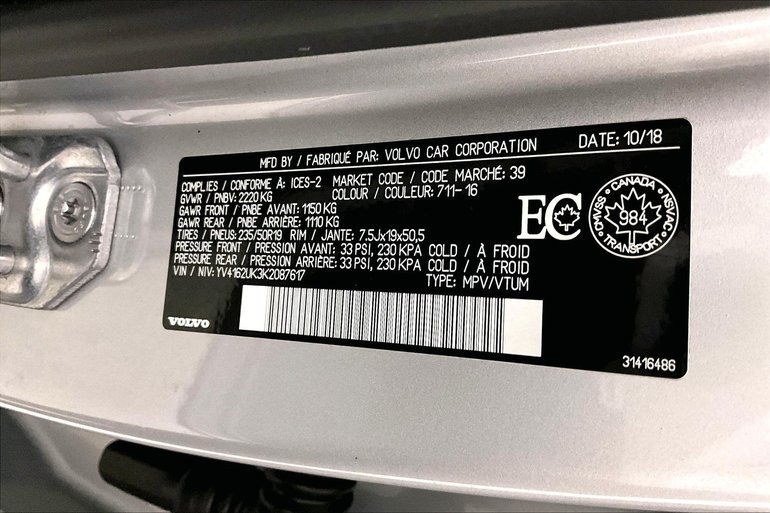 MFD BY / FABRIQUÉ PAR: VOLVO CAR CORPORATION DATE: 10/18
COMPLIES / CONFORME À: ICES-2 MARKET CODE / CODE MARCHÉ: 39
GVWR / PNBV: 2220 KG COLOUR / COULEUR: 711-16
GAWR FRONT / PNBE AVANT: 1150 KG
GAWR REAR / PNBE ARRIÈRE: 1110 KG
TIRES / PNEUS: 235/50R19 RIM / JANTE: 7.5Jx19x50,5
PRESSURE FRONT / PRESSION AVANT: 33 PSI, 230 KPA COLD / À FROID
PRESSURE REAR / PRESSION ARRIÈRE: 33 PSI, 230 KPA COLD / À FROID
VIN / NIV: YV4162UK3K2087617 TYPE: MPV/VTUM
EC
CANADA
CMVSS 984 NSVAC
TRANSPORT
VOLVO
31416486